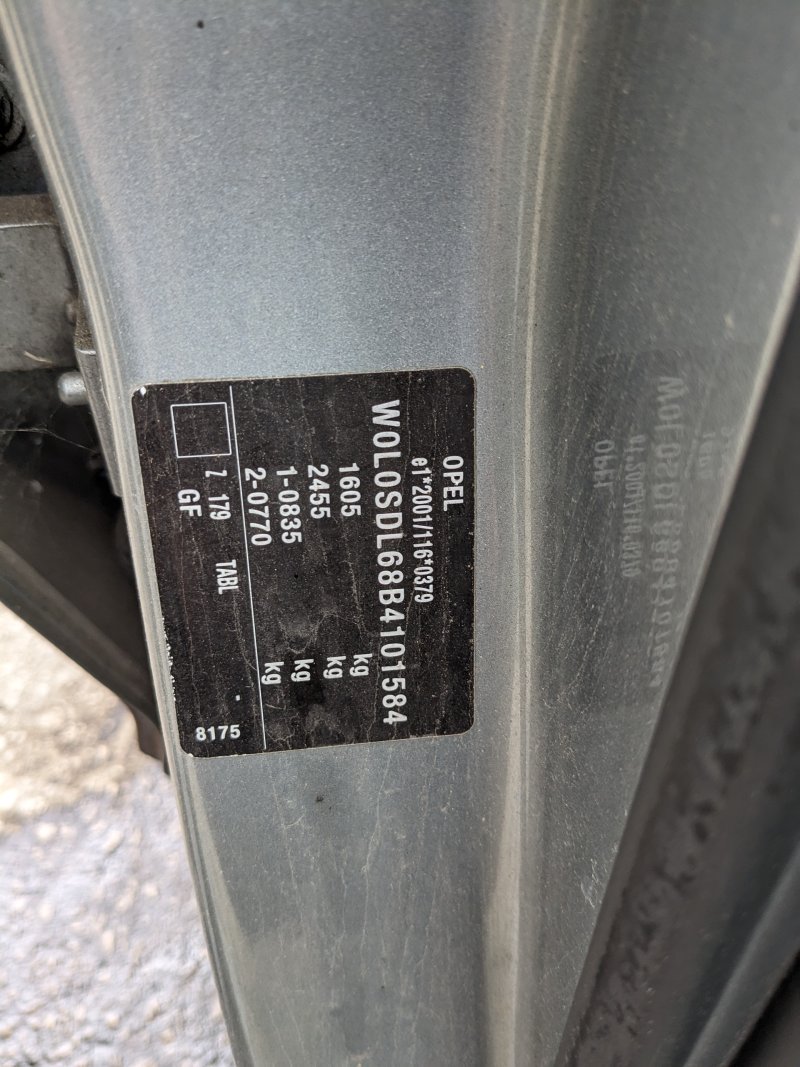 OPEL
e1*2001/116*0379
W0L0SDL68B4101584
1605 kg
2455 kg
1-0835 kg
2-0770 kg
Z 179 TABL
GF
8175